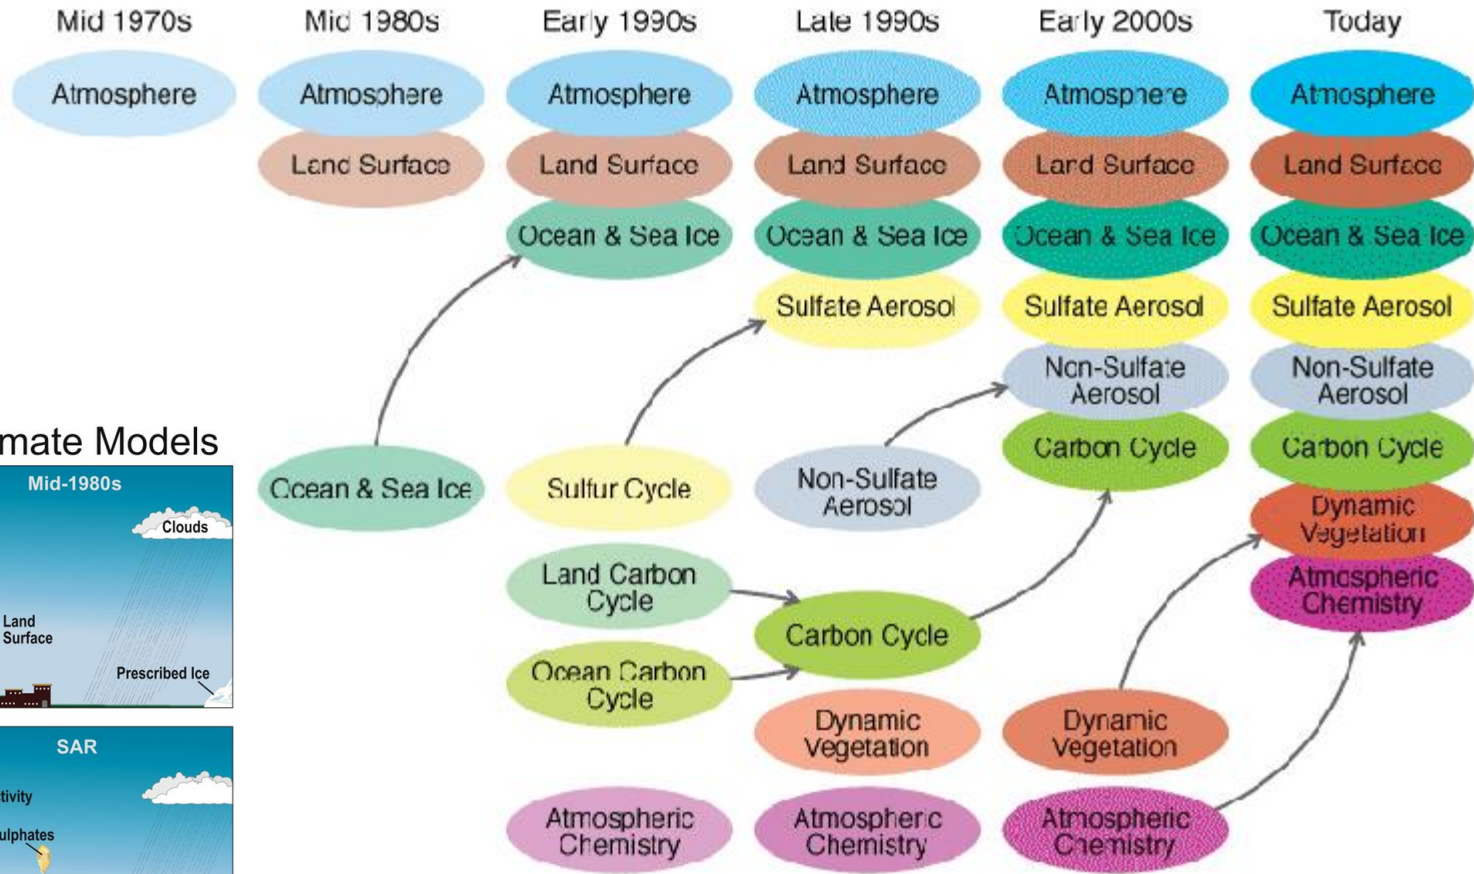 Mid 1970s
Mid 1980s
Early 1990s
Late 1990s
Early 2000s
Today
Atmosphere
Atmosphere
Atmosphere
Atmosphere
Atmosphere
Atmosphere
Land Surface
Land Surface
Land Surface
Land Surface
Land Surface
Ocean & Sea Ice
Ocean & Sea Ice
Ocean & Sea Ice
Ocean & Sea Ice
Sulfate Aerosol
Sulfate Aerosol
Sulfate Aerosol
Non-Sulfate
Aerosol
Non-Sulfate
Aerosol
Carbon Cycle
Carbon Cycle
Ocean & Sea Ice
Sulfur Cycle
Non-Sulfate
Aerosol
Dynamic
Vegetation
Land Carbon
Cycle
Atmospheric
Chemistry
Carbon Cycle
Ocean Carbon
Cycle
Dynamic
Vegetation
Dynamic
Vegetation
Atmospheric
Chemistry
Atmospheric
Chemistry
Atmospheric
Chemistry
mate Models
Mid-1980s
Clouds
Land
Surface
Prescribed Ice
SAR
tivity
ulphates